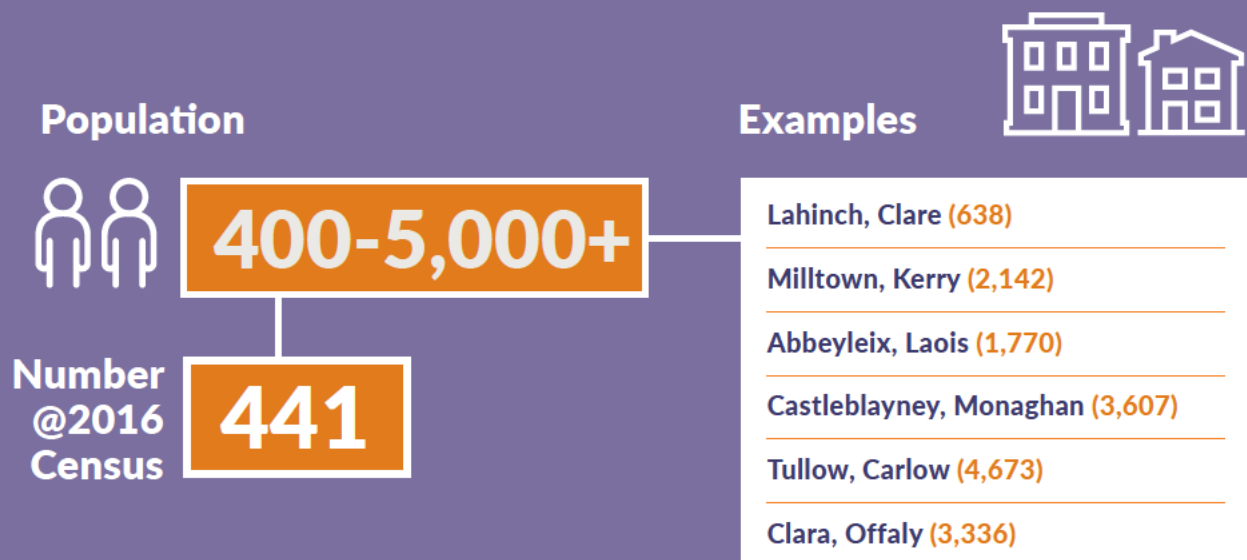 Population
400-5,000+
Number
@2016
Census
441
Examples
Lahinch, Clare (638)
Milltown, Kerry (2,142)
Abbeyleix, Laois (1,770)
Castleblayney, Monaghan (3,607)
Tullow, Carlow (4,673)
Clara, Offaly (3,336)